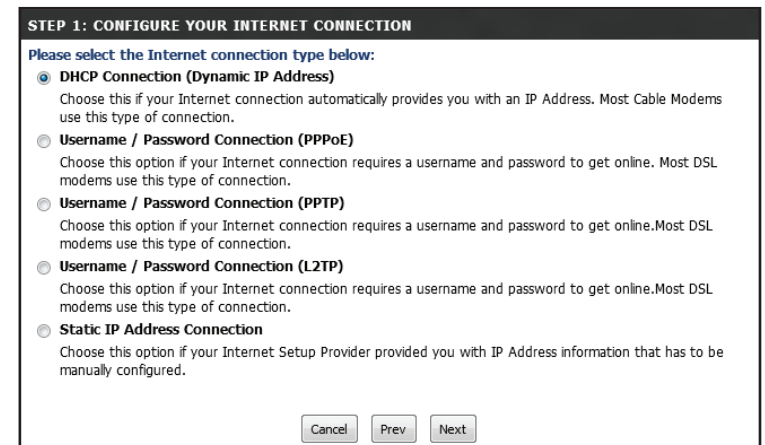 STEP 1: CONFIGURE YOUR INTERNET CONNECTION
Please select the Internet connection type below:
DHCP Connection (Dynamic IP Address)
Choose this if your Internet connection automatically provides you with an IP Address. Most Cable Modems
use this type of connection.
Username / Password Connection (PPPoE)
Choose this option if your Internet connection requires a username and password to get online. Most DSL
modems use this type of connection.
Username / Password Connection (PPTP)
Choose this option if your Internet connection requires a username and password to get online.Most DSL
modems use this type of connection.
Username / Password Connection (L2TP)
Choose this option if your Internet connection requires a username and password to get online.Most DSL
modems use this type of connection.
Static IP Address Connection
Choose this option if your Internet Setup Provider provided you with IP Address information that has to be
manually configured.
Cancel Prev Next